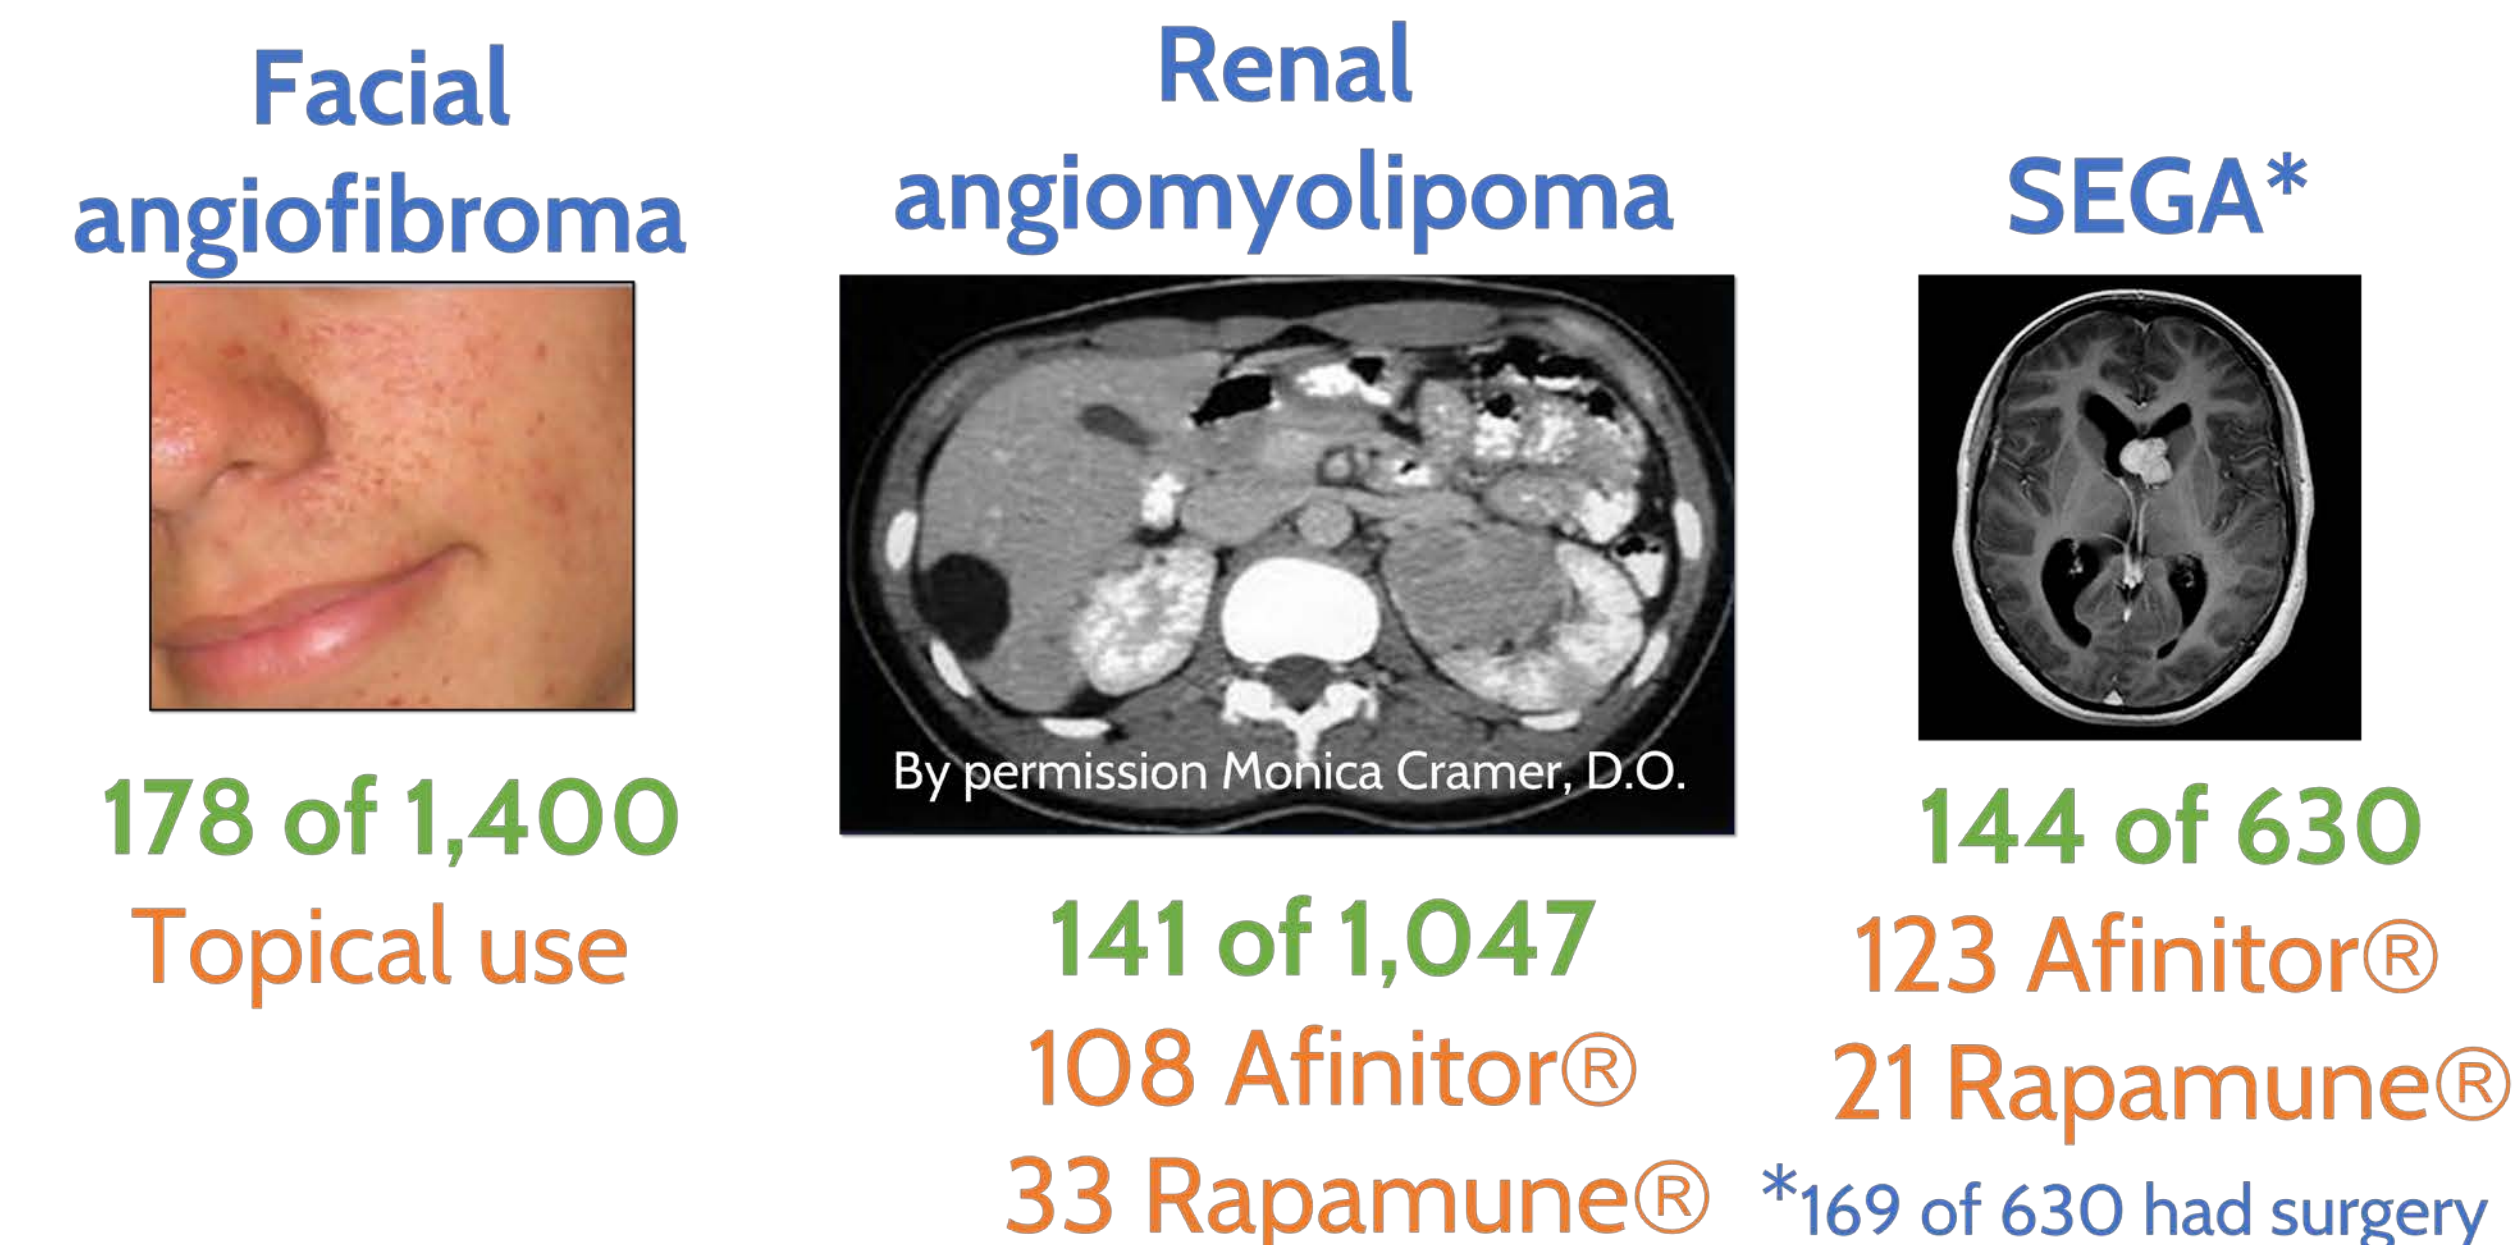 Facial
angiofibroma
178 of 1,400
Topical use
Renal
angiomyolipoma
By permission Monica Cramer, D.O.
141 of 1,047
108 Afinitor®
33 Rapamune®
SEGA*
144 of 630
123 Afinitor®
21 Rapamune®
*169 of 630 had surgery